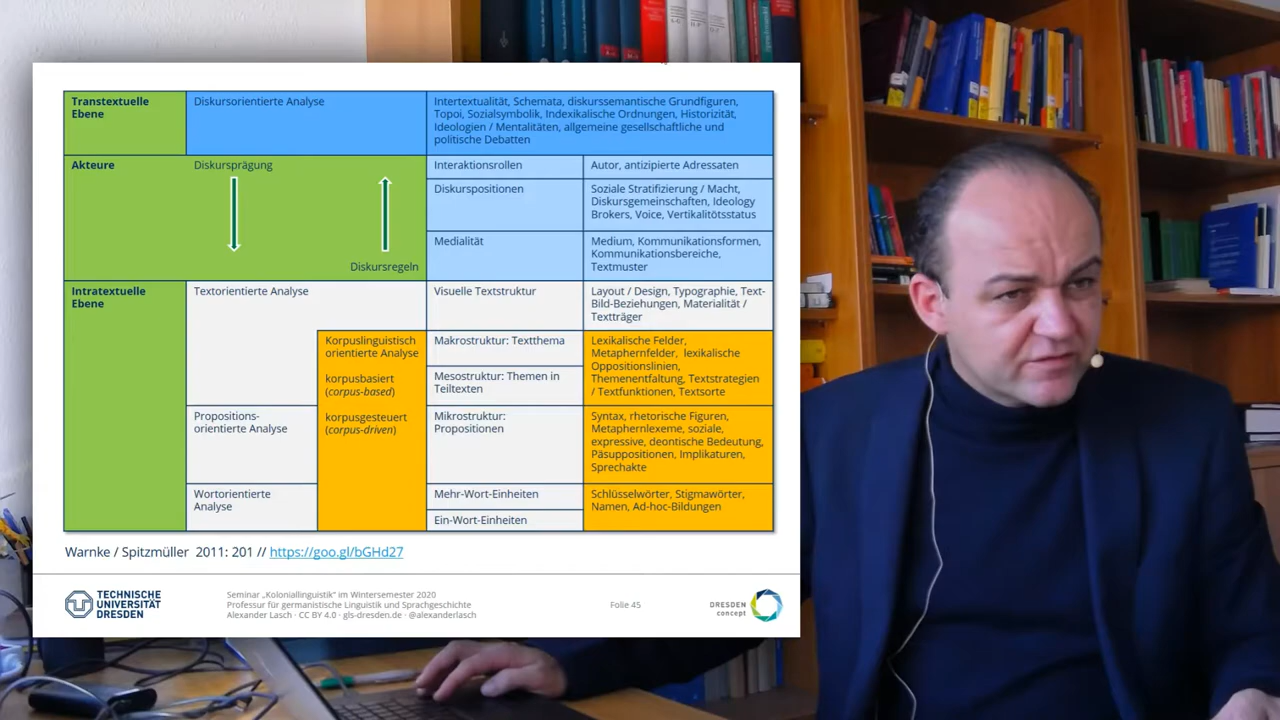 Transtextuelle
Ebene
Diskursorientierte Analyse
Intertextualität, Schemata, diskurssemantische Grundfiguren,
Topoi, Sozialsymbolik, Indexikalische Ordnungen, Historizität,
Ideologien / Mentalitäten, allgemeine gesellschaftliche und
politische Debatten
Akteure
Diskursprägung
Diskursregeln
Interaktionsrollen
Autor, antizipierte Adressaten
Diskurspositionen
Soziale Stratifizierung / Macht,
Diskursgemeinschaften, Ideology
Brokers, Voice, Vertikalitätsstatus
Medialität
Medium, Kommunikationsformen,
Kommunikationsbereiche,
Textmuster
Intratextuelle
Ebene
Textorientierte Analyse
Visuelle Textstruktur
Layout / Design, Typographie, Text-
Bild-Beziehungen, Materialität /
Textträger
Korpuslinguistisch
orientierte Analyse
korpusbasiert
(corpus-based)
korpusgesteuert
(corpus-driven)
Makrostruktur: Textthema
Mesostruktur: Themen in
Teiltexten
Lexikalische Felder,
Metaphernfelder, lexikalische
Oppositionslinien,
Themenentfaltung, Textstrategien
/ Textfunktionen, Textsorte
Propositions-
orientierte Analyse
Mikrostruktur:
Propositionen
Syntax, rhetorische Figuren,
Metaphernlexeme, soziale,
expressive, deontische Bedeutung,
Päsuppositionen, Implikaturen,
Sprechakte
Wortorientierte
Analyse
Mehr-Wort-Einheiten
Ein-Wort-Einheiten
Schlüsselwörter, Stigmawörter,
Namen, Ad-hoc-Bildungen
Warnke / Spitzmüller 2011: 201 // https://goo.gl/bGHd27
TECHNISCHE
UNIVERSITÄT
DRESDEN
Seminar „Koloniallinguistik" im Wintersemester 2020
Professur für germanistische Linguistik und Sprachgeschichte
Alexander Lasch · CC BY 4.0 · gls-dresden.de · @alexanderlasch
Folie 45
DRESDEN
concept